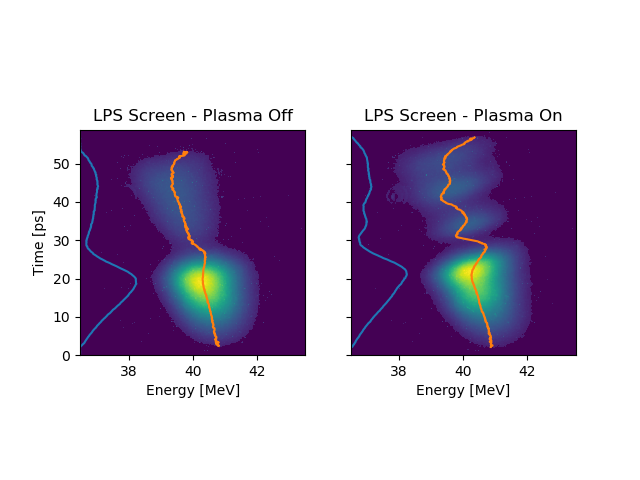 LPS Screen - Plasma Off
LPS Screen - Plasma On
Time [ps]
50
40
30
20
10
0
38
40
42
38
40
42
Energy [MeV]
Energy [MeV]